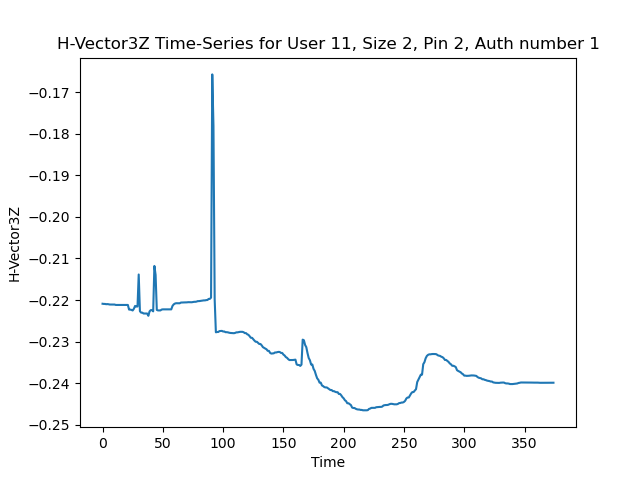 H-Vector3Z Time-Series for User 11, Size 2, Pin 2, Auth number 1
−0.17
−0.18
−0.19
−0.20
−0.21
−0.22
−0.23
−0.24
−0.25
H-Vector3Z
0 50 100 150 200 250 300 350
Time